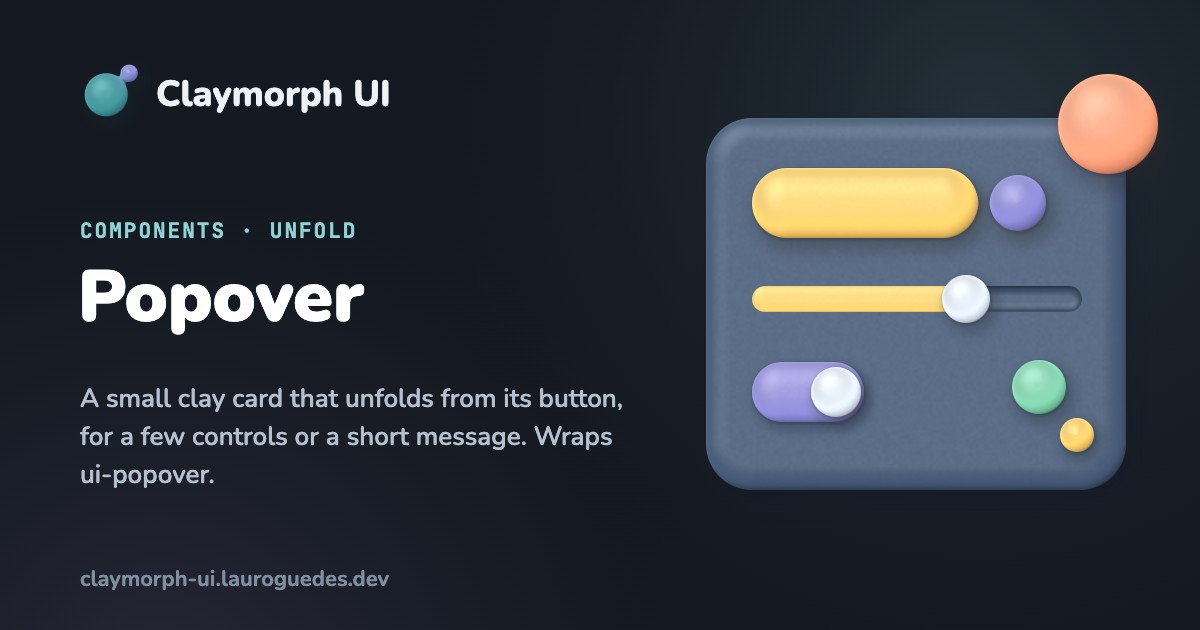 Claymorph UI
COMPONENTS · UNFOLD
Popover
A small clay card that unfolds from its button,
for a few controls or a short message. Wraps
ui-popover.
claymorph-ui.lauroguedes.dev